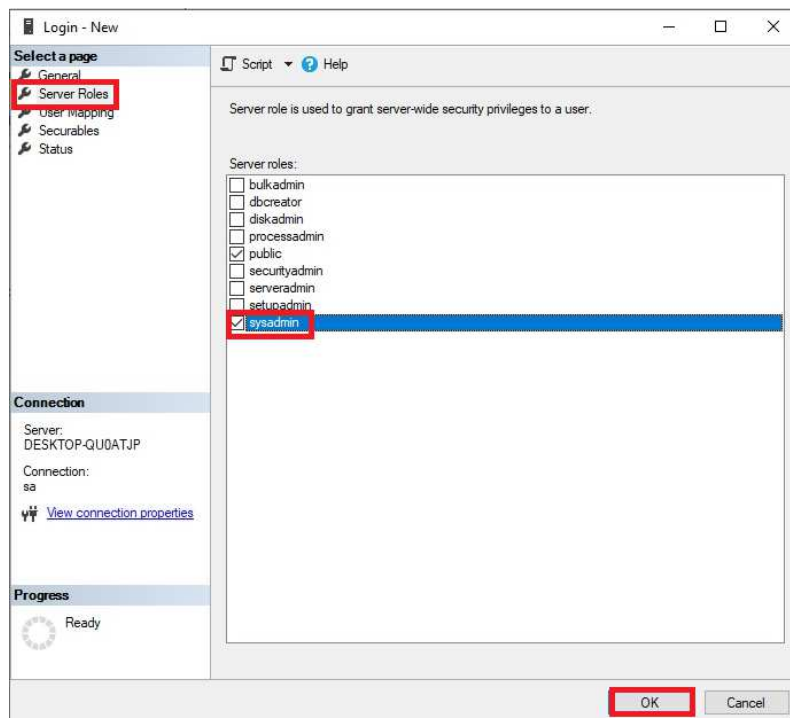 Login - New
Select a page
General
Server Roles
User Mapping
Securables
Status
Script
Help
Server role is used to grant server-wide security privileges to a user.
Server roles:
bulkadmin
dbcreator
diskadmin
processadmin
public
securityadmin
serveradmin
setupadmin
sysadmin
Connection
Server:
DESKTOP-QU0ATJP
Connection:
sa
View connection properties
Progress
Ready
OK
Cancel